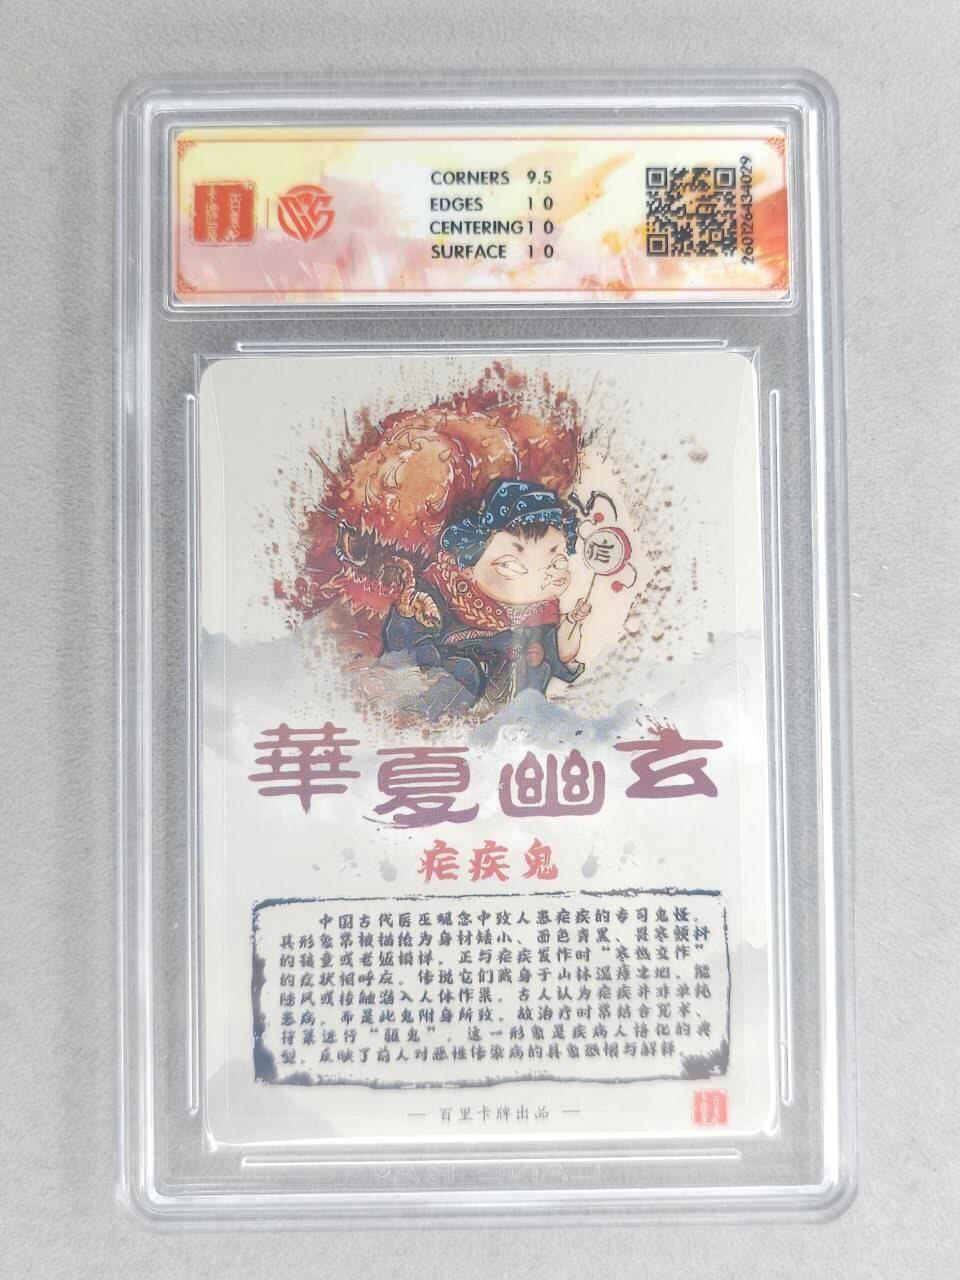 百里
卡牌
CGS
CORNERS 9.5
EDGES 10
CENTERING 10
SURFACE 10
260126434029
疟
華夏幽玄
疟疾鬼
中国古代医巫观念中致人患疟疾的专司鬼怪。
其形象常被描绘为身材矮小、面色青黑、畏寒颤抖
的孩童或老妪模样，正与疟疾发作时“寒热交作”
的症状相呼应。传说它们藏身于山林湿瘴之地，能
随风或接触潜入人体作祟。古人认为疟疾并非单纯
患病，而是此鬼附身所致，故治疗时常结合咒术、
符箓进行“驱鬼”。这一形象是疾病人格化的典
型，反映了前人对恶性传染病的具象恐惧与解释。
— 百里卡牌出品 —